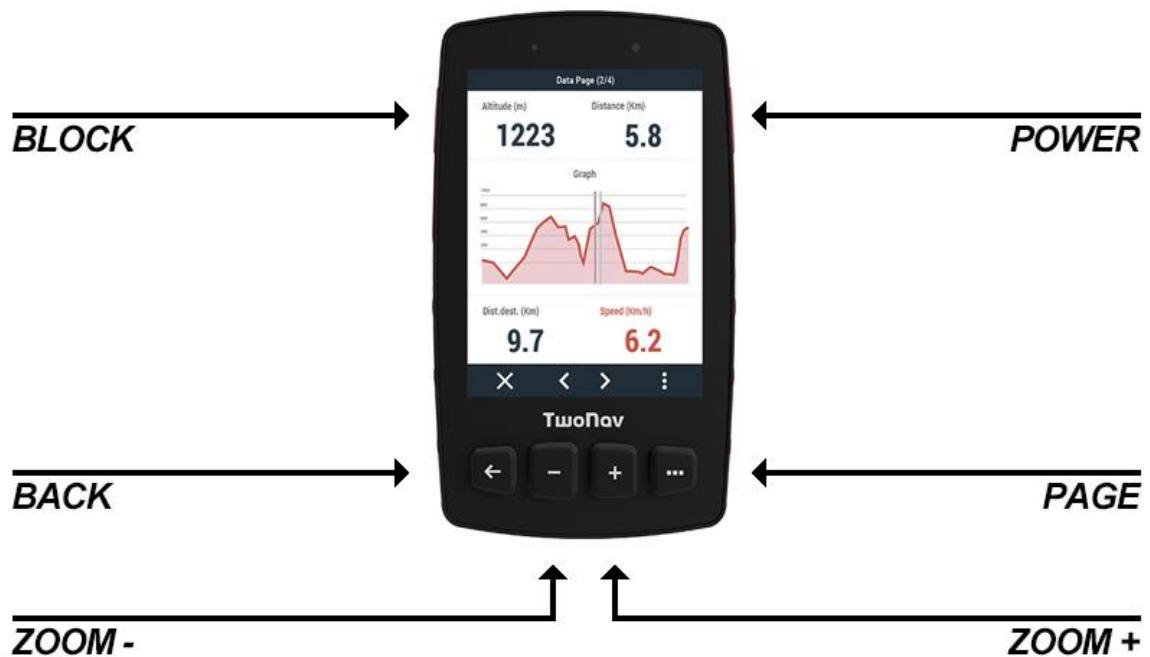 Data Page (2/4)
Altitude (m) Distance (Km)
1223 5.8
BLOCK POWER
Graph
Dist.dest. (Km) Speed (Km/h)
9.7 6.2
TwoNav
BACK PAGE
ZOOM - ZOOM +